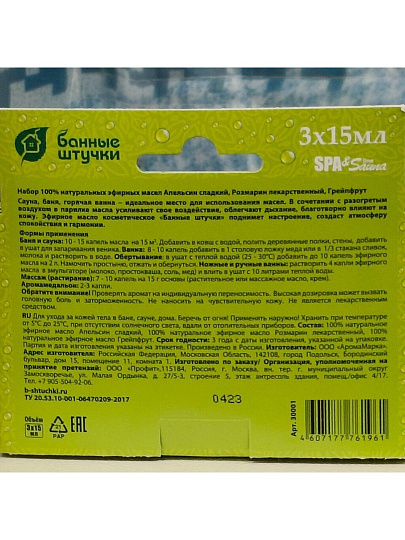 банные
штучки
3х15мл
SPA & Sauna
Набор 100% натуральных эфирных масел Апельсин сладкий, Розмарин лекарственный, Грейпфрут
Сауна, баня, горячая ванна – идеальное место для использования масел. В сочетании с разогретым
воздухом в парилке масла усиливают свое воздействие, облегчают дыхание, благотворно влияют на
кожу. Эфирное масло косметическое «Банные штучки» поднимет настроение, создаст атмосферу
спокойствия и гармонии.
Формы применения
Баня и сауна: 10 - 15 капель масла на 15 м³. Добавить в ковш с водой, полить деревянные полки, стены, добавить
в ушат для запаривания веника. Ванна: 8 - 10 капель добавить в 1 столовую ложку меда или в 1/3 стакана сливок,
молока и растворить в воде. Обертывание: в ушат с теплой водой (25 - 30°С) добавить до 10 капель эфирного
масла на 2 л. Намочить простыню, отжать и обернуться. Ножные и ручные ванны: растворить 4 капли эфирного
масла в эмульгаторе (молоко, простокваша, соль, мед) и влить в ушат с 10 литрами теплой воды.
Массаж (растирание): 7 - 10 капель на 15 г основы (растительное или массажное масло, крем).
Аромамедальон: 2-3 капли.
Обратите внимание! Проверьте аромат на индивидуальную переносимость. Высокая дозировка может вызвать
головную боль и заторможенность. Не наносить на чувствительную кожу. Не является лекарственным
средством.
RU Для ухода за кожей тела в бане, сауне, дома. Беречь от огня! Применять наружно! Хранить при температуре
от 5°С до 25°С, при отсутствии солнечного света, вдали от отопительных приборов. Состав: 100% натуральное
эфирное масло Апельсин сладкий, 100% натуральное эфирное масло Розмарин лекарственный, 100%
натуральное эфирное масло Грейпфрут. Срок годности: 3 года с даты изготовления, указанной на упаковке.
Партия и дата изготовления указаны на этикетке. Произведено в России. Изготовитель: ООО «АромаМарка».
Адрес изготовителя: Российская Федерация, Московская Область, 142108, город Подольск, Бородинский
бульвар, дом 15, помещение 11, комната 1. Изготовлено по заказу/ Организация, уполномоченная на
принятие претензий: ООО «Профит»,115184, Россия, г. Москва, вн. тер. г. муниципальный округ
Замоскворечье, ул. Малая Ордынка, д. 27/5-3, строение 3, этаж подвал, помещ./офис 4/17.
Тел. +7 905-504-92-06.
b-shtuchki.ru
ТУ 20.53.10-001-06470209-2017
0423
Объём
3х15
мл
21
PAP
EAC
Арт. 30001
4607177761961